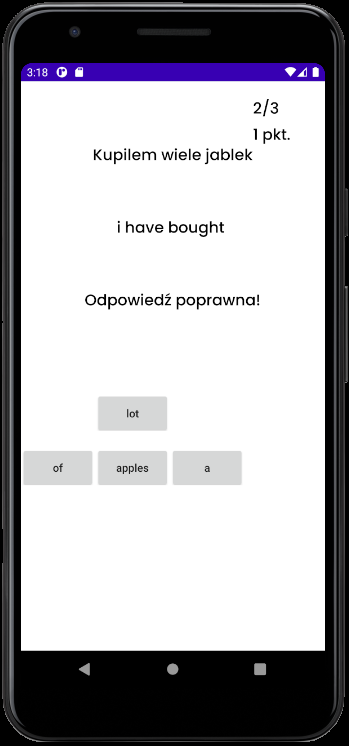 3:18
2/3
1 pkt.
Kupilem wiele jablek
i have bought
Odpowiedź poprawna!
lot
of apples a